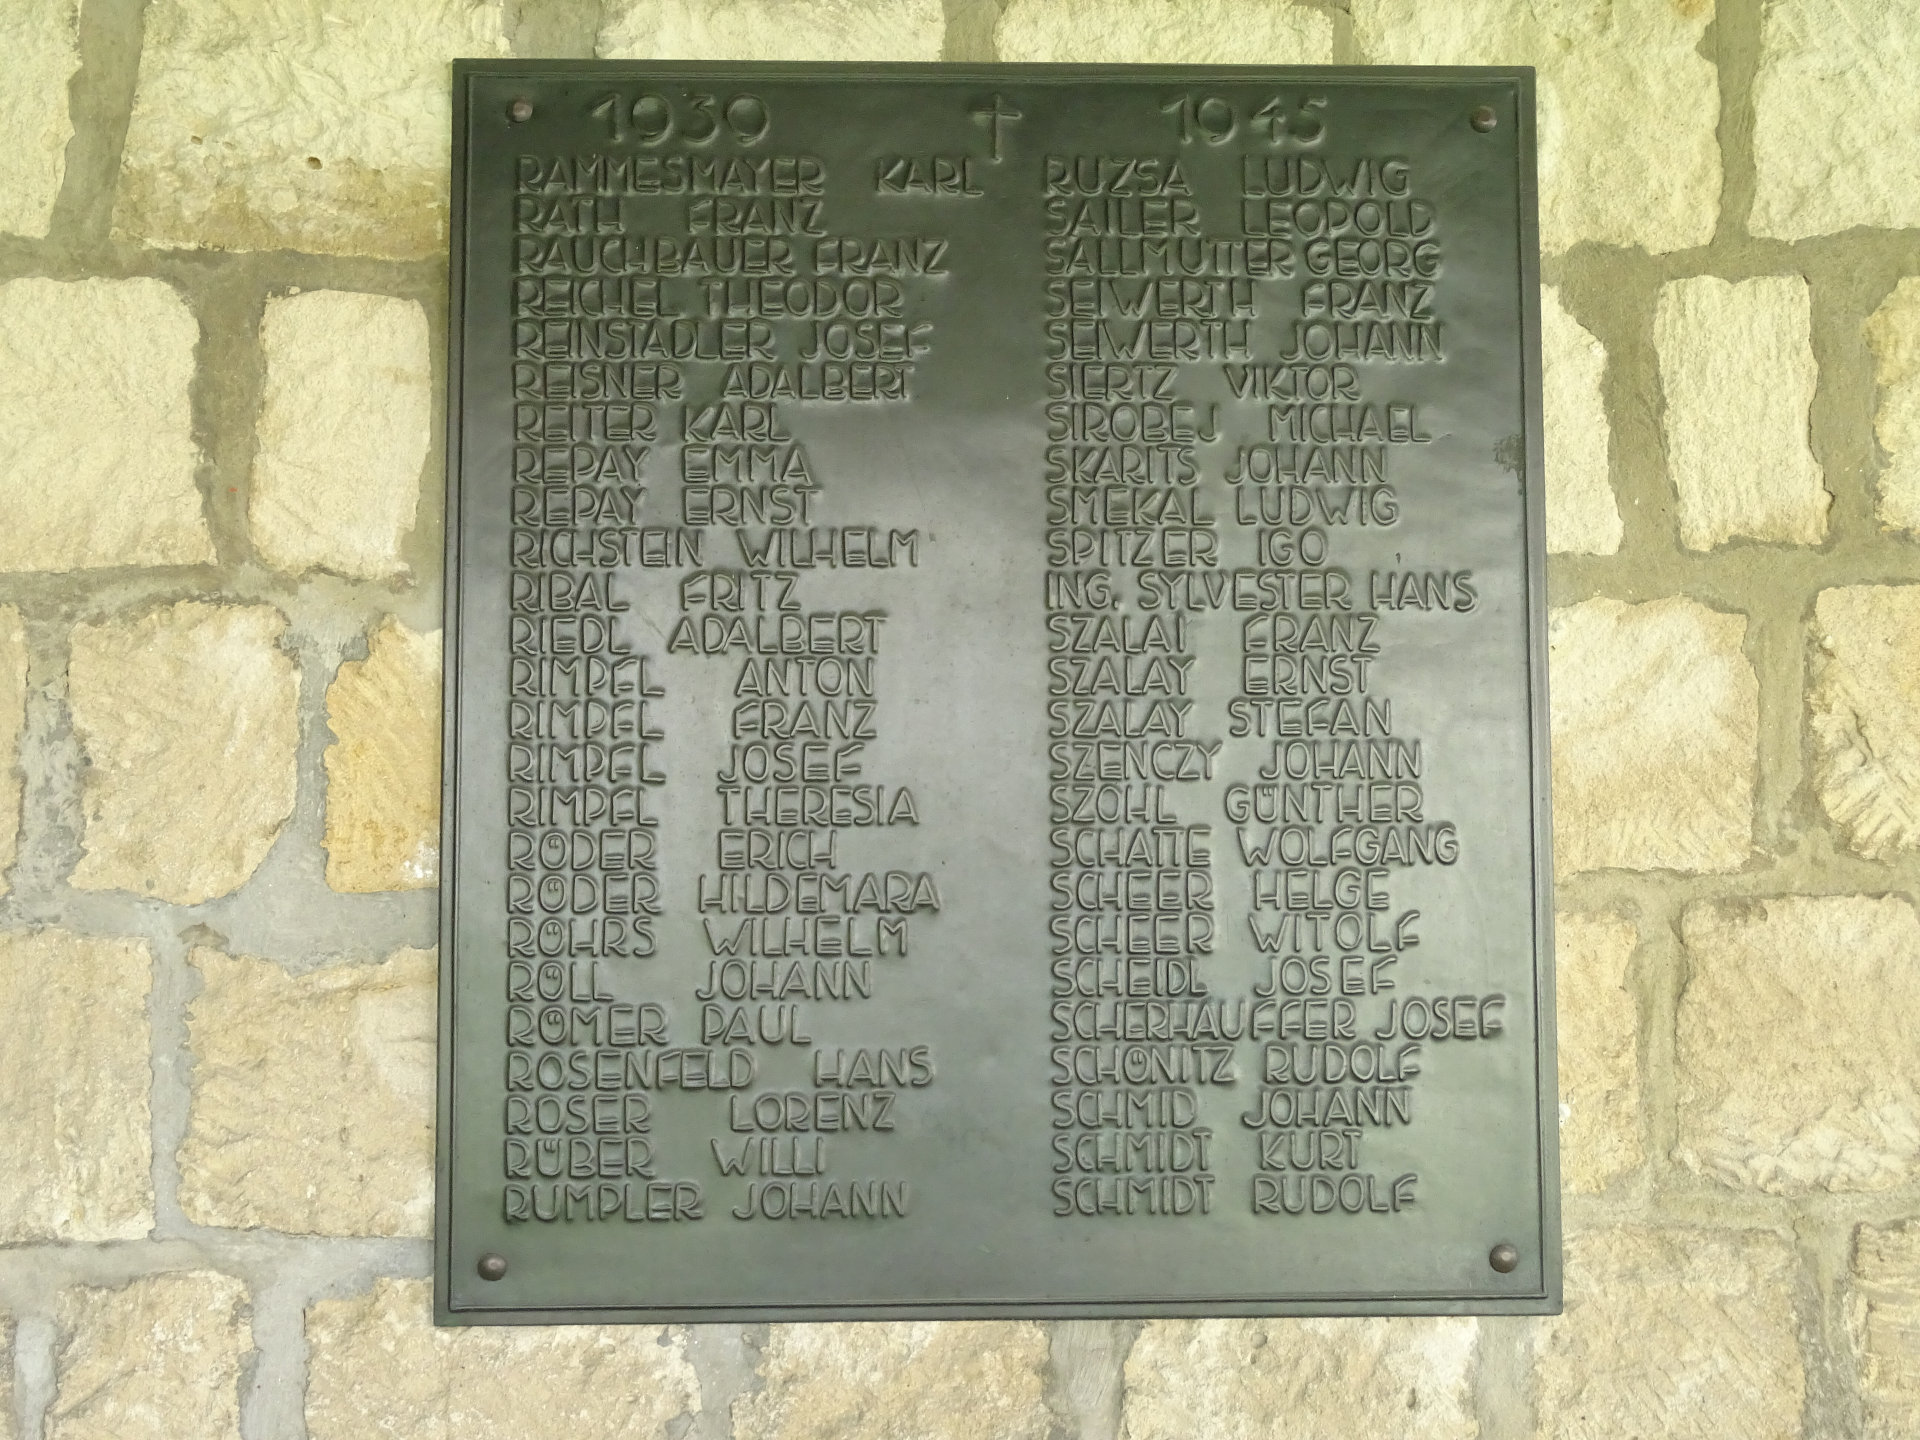 1939 † 1945
RAMMESMAYER KARL
RATH FRANZ
RAUCHBAUER FRANZ
REICHEL THEODOR
REINSTADLER JOSEF
REISNER ADALBERT
REITER KARL
REPAY EMMA
REPAY ERNST
RICHSTEIN WILHELM
RIBAL FRITZ
RIEDL ADALBERT
RIMPFL ANTON
RIMPFL FRANZ
RIMPFL JOSEF
RIMPFL THERESIA
RÖDER ERICH
RÖDER HILDEMARA
RÖHRS WILHELM
RÖLL JOHANN
RÖMER PAUL
ROSENFELD HANS
ROSER LORENZ
RÜBER WILLI
RUMPLER JOHANN
RUZSA LUDWIG
SAILER LEOPOLD
SALLMUTTER GEORG
SEIWERTH FRANZ
SEIWERTH JOHANN
SIERTZ VIKTOR
SIROBEJ MICHAEL
SKARITS JOHANN
SMEKAL LUDWIG
SPITZER IGO
ING. SYLVESTER HANS
SZALAI FRANZ
SZALAY ERNST
SZALAY STEFAN
SZENCZY JOHANN
SZOHL GÜNTHER
SCHATTE WOLFGANG
SCHEER HELGE
SCHEER WITOLF
SCHEIDL JOSEF
SCHERHAUFFER JOSEF
SCHÖNITZ RUDOLF
SCHMID JOHANN
SCHMIDT KURT
SCHMIDT RUDOLF